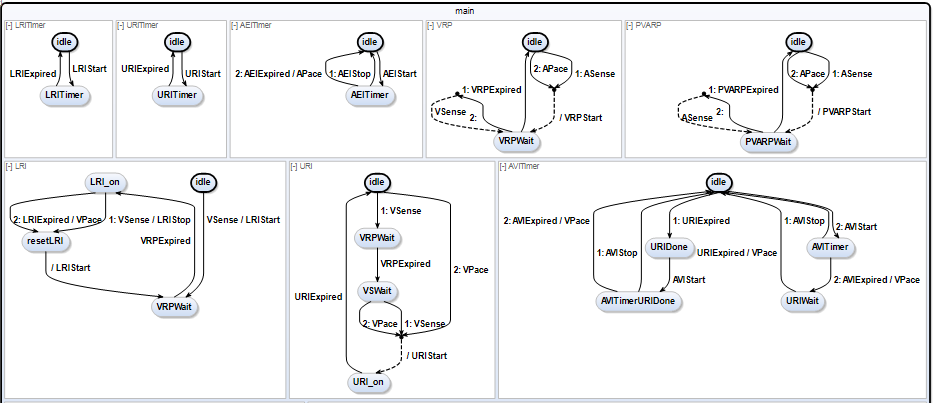 main
[-] LRITimer
idle
LRIExpired
LRIStart
LRITimer
[-] URITimer
idle
URIExpired
URIStart
URITimer
[-] AEITimer
idle
2: AEIExpired / APace
1: AEIStop
AEIStart
AEITimer
[-] VRP
idle
2: APace
1: ASense
1: VRPExpired
VSense
2:
/ VRPStart
VRPWait
[-] PVARP
idle
2: APace
1: ASense
1: PVARPExpired
ASense
2:
/ PVARPStart
PVARPWait
[-] LRI
LRI_on
idle
2: LRIExpired / VPace
1: VSense / LRIStop
VSense / LRIStart
resetLRI
VRPExpired
/ LRIStart
VRPWait
[-] URI
idle
1: VSense
VRPWait
VRPExpired
2: VPace
VSWait
URIExpired
2: VPace
1: VSense
/ URIStart
URI_on
[-] AVITimer
idle
2: AVIExpired / VPace
1: URIExpired
1: AVIStop
2: AVIStart
1: AVIStop
URIDone
URIExpired / VPace
AVITimer
AVIStart
2: AVIExpired / VPace
AVITimerURIDone
URIWait